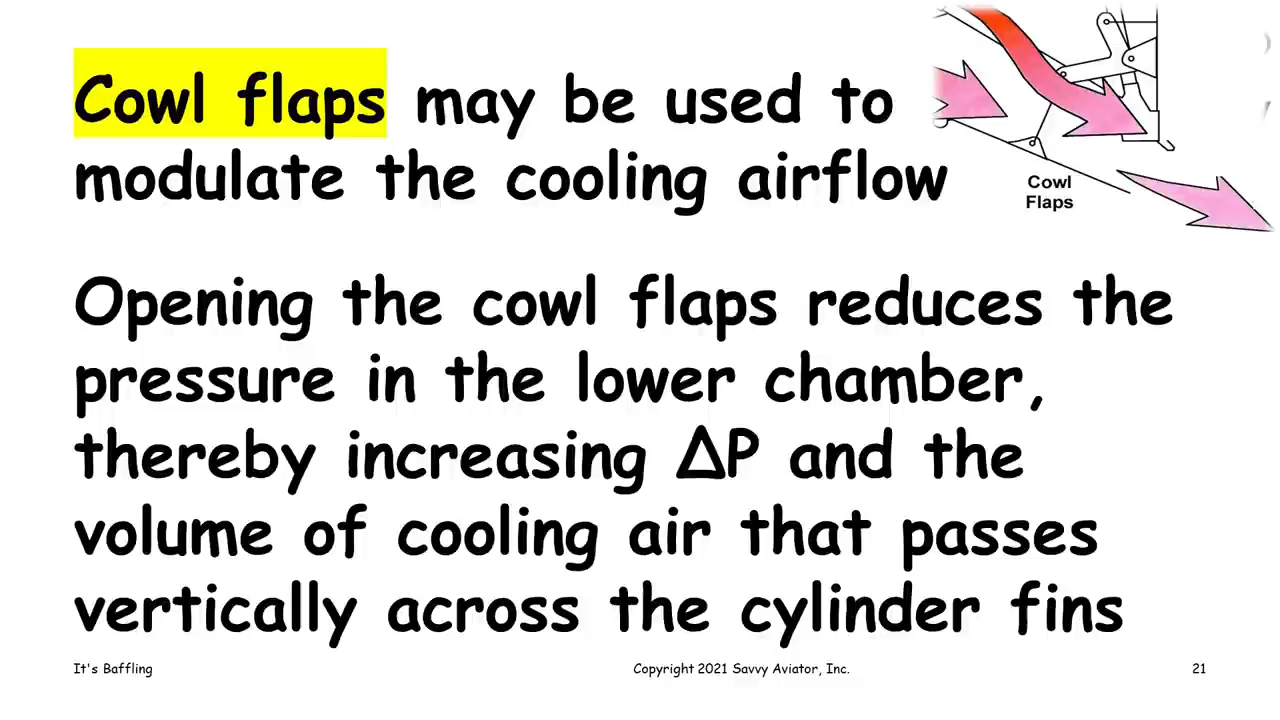 Cowl flaps may be used to
modulate the cooling airflow
Cowl
Flaps
Opening the cowl flaps reduces the
pressure in the lower chamber,
thereby increasing ΔP and the
volume of cooling air that passes
vertically across the cylinder fins
It's Baffling
Copyright 2021 Savvy Aviator, Inc.
21